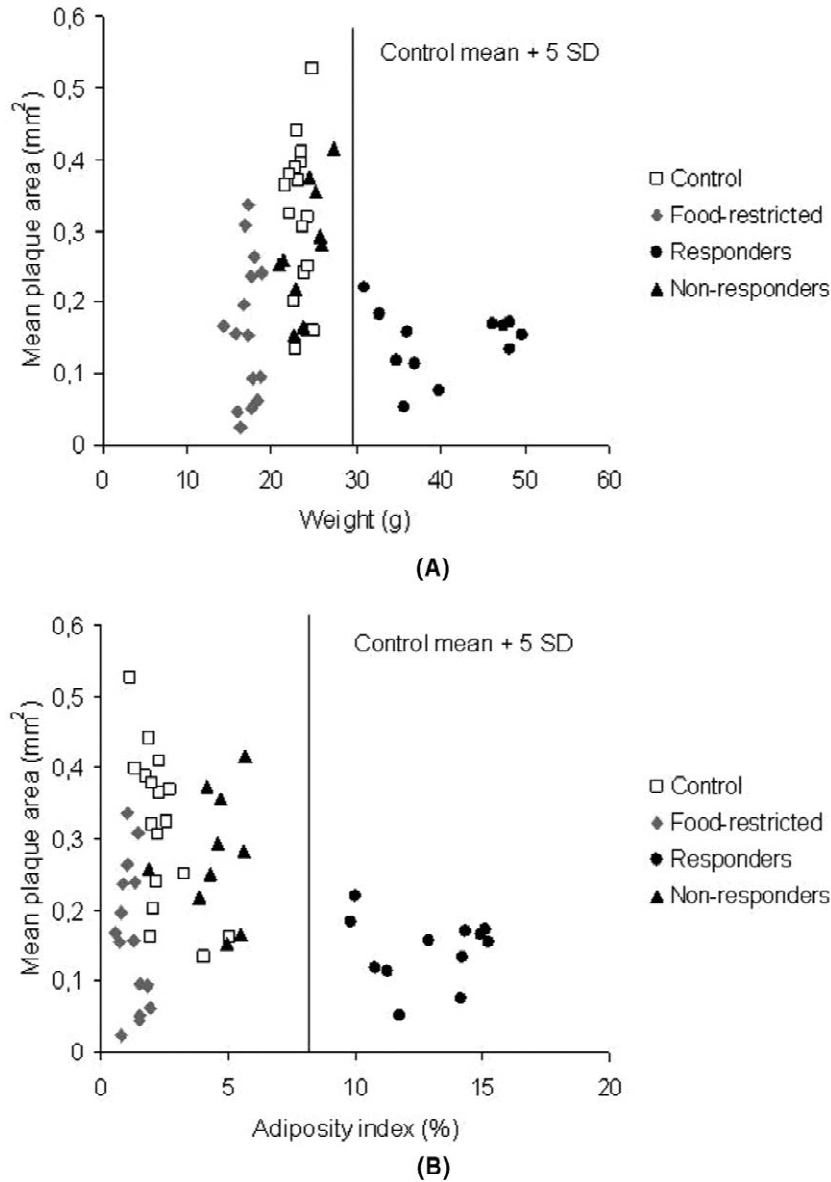 0,6
0,5
0,4
0,3
0,2
0,1
0
Mean plaque area (mm²)
Control mean + 5 SD
Control
Food-restricted
Responders
Non-responders
0 10 20 30 40 50 60
Weight (g)
(A)
0,6
0,5
0,4
0,3
0,2
0,1
0
Mean plaque area (mm²)
Control mean + 5 SD
Control
Food-restricted
Responders
Non-responders
0 5 10 15 20
Adiposity index (%)
(B)